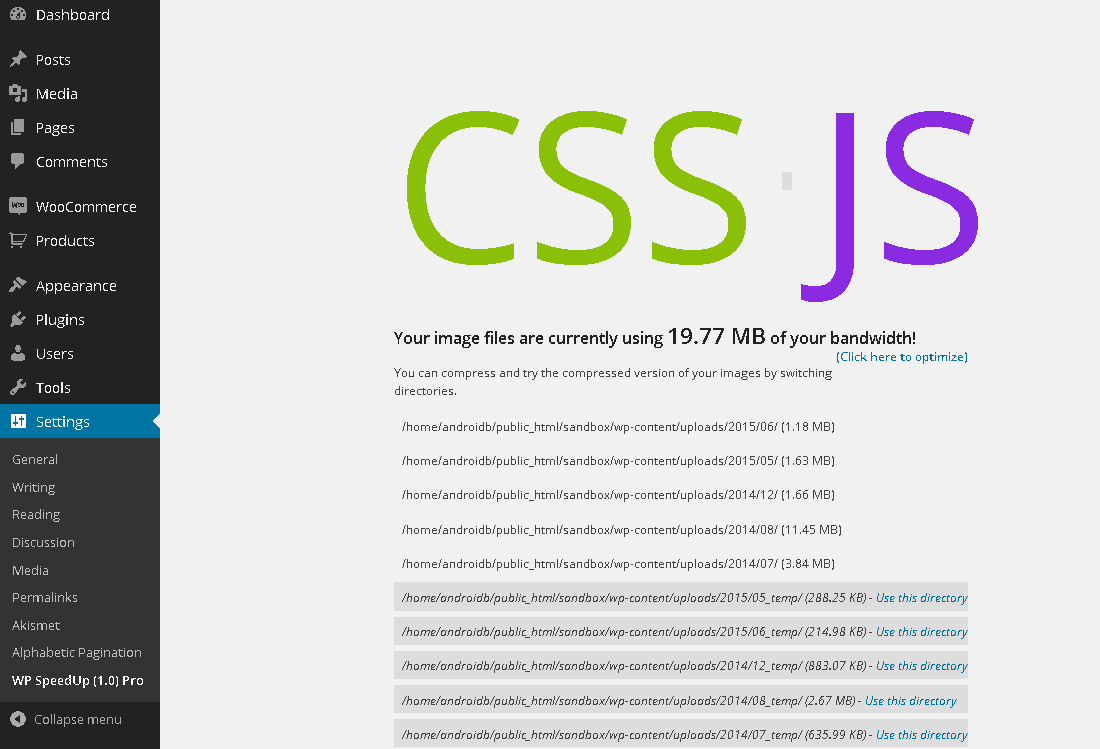 Dashboard
Posts
Media
Pages
Comments
WooCommerce
Products
Appearance
Plugins
Users
Tools
Settings
General
Writing
Reading
Discussion
Media
Permalinks
Akismet
Alphabetic Pagination
WP SpeedUp (1.0) Pro
Collapse menu
CSS JS
Your image files are currently using 19.77 MB of your bandwidth!
(Click here to optimize)
You can compress and try the compressed version of your images by switching
directories.
/home/androidb/public_html/sandbox/wp-content/uploads/2015/06/ (1.18 MB)
/home/androidb/public_html/sandbox/wp-content/uploads/2015/05/ (1.63 MB)
/home/androidb/public_html/sandbox/wp-content/uploads/2014/12/ (1.66 MB)
/home/androidb/public_html/sandbox/wp-content/uploads/2014/08/ (11.45 MB)
/home/androidb/public_html/sandbox/wp-content/uploads/2014/07/ (3.84 MB)
/home/androidb/public_html/sandbox/wp-content/uploads/2015/05_temp/ (288.25 KB) - Use this directory
/home/androidb/public_html/sandbox/wp-content/uploads/2015/06_temp/ (214.98 KB) - Use this directory
/home/androidb/public_html/sandbox/wp-content/uploads/2014/12_temp/ (883.07 KB) - Use this directory
/home/androidb/public_html/sandbox/wp-content/uploads/2014/08_temp/ (2.67 MB) - Use this directory
/home/androidb/public_html/sandbox/wp-content/uploads/2014/07_temp/ (635.99 KB) - Use this directory